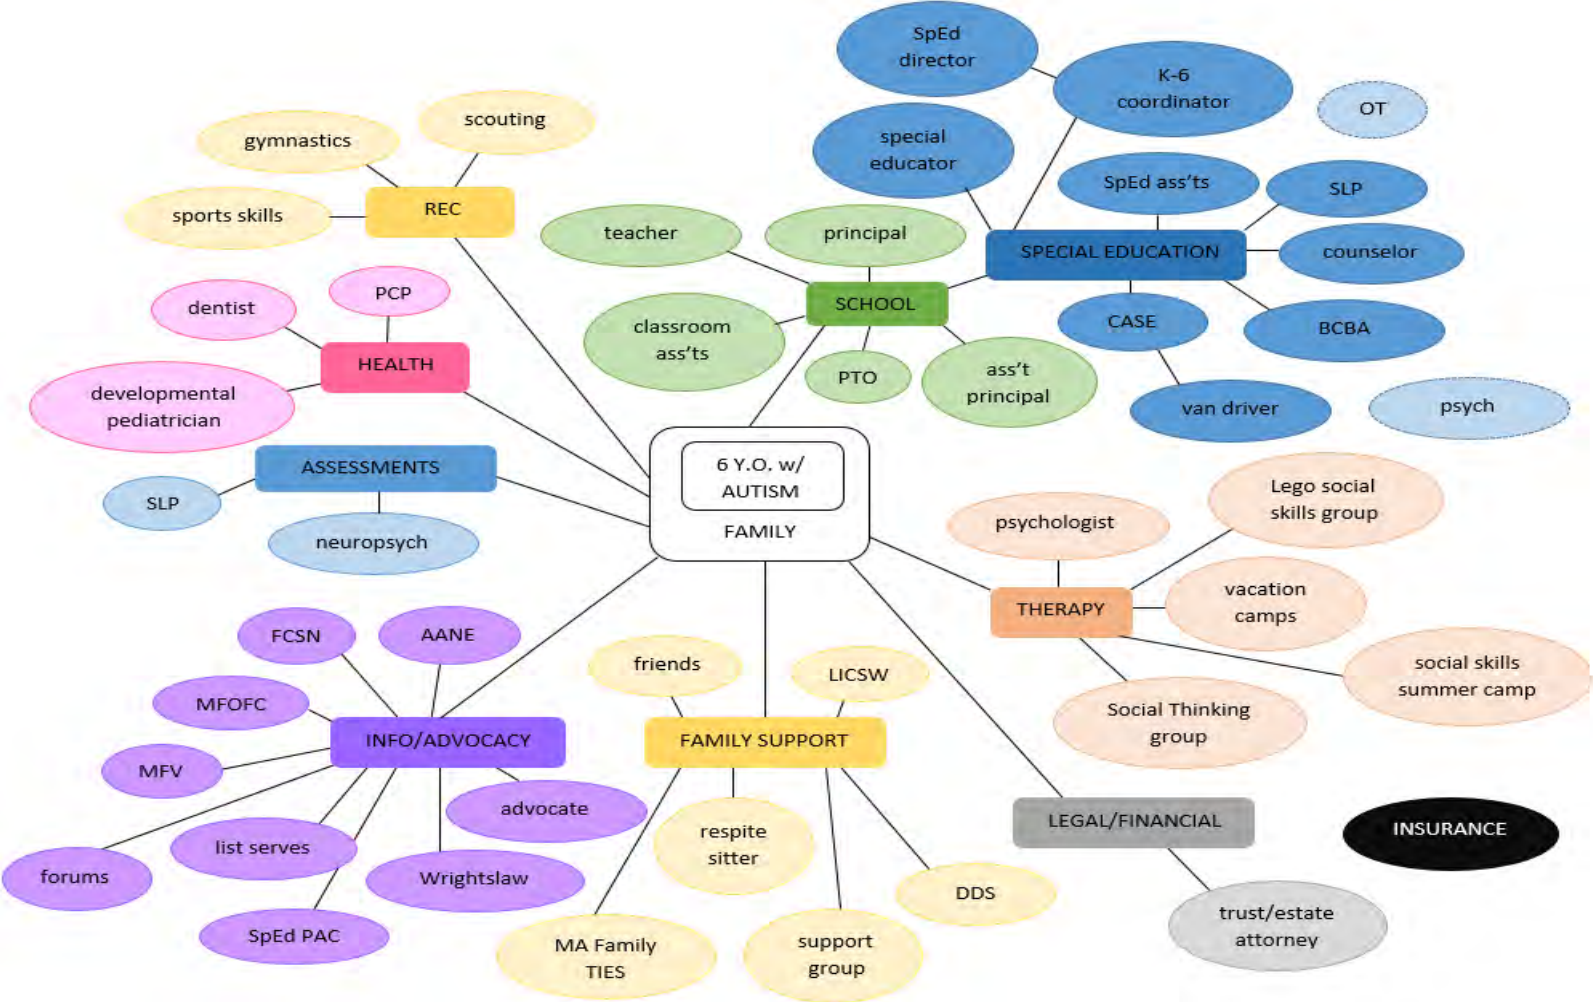 SpEd
director
K-6
coordinator
OT
scouting
gymnastics
special
educator
SpEd ass'ts
SLP
REC
sports skills
teacher
principal
SPECIAL EDUCATION
counselor
PCP
dentist
SCHOOL
classroom
ass'ts
CASE
BCBA
HEALTH
PTO
ass't
principal
developmental
pediatrician
van driver
psych
6 Y.O. w/
AUTISM
FAMILY
ASSESSMENTS
SLP
neuropsych
Lego social
skills group
psychologist
vacation
camps
THERAPY
social skills
summer camp
Social Thinking
group
FCSN
AANE
MFOFC
INFO/ADVOCACY
MFV
advocate
list serves
forums
Wrightslaw
SpEd PAC
friends
LICSW
FAMILY SUPPORT
respite
sitter
DDS
MA Family
TIES
support
group
LEGAL/FINANCIAL
INSURANCE
trust/estate
attorney